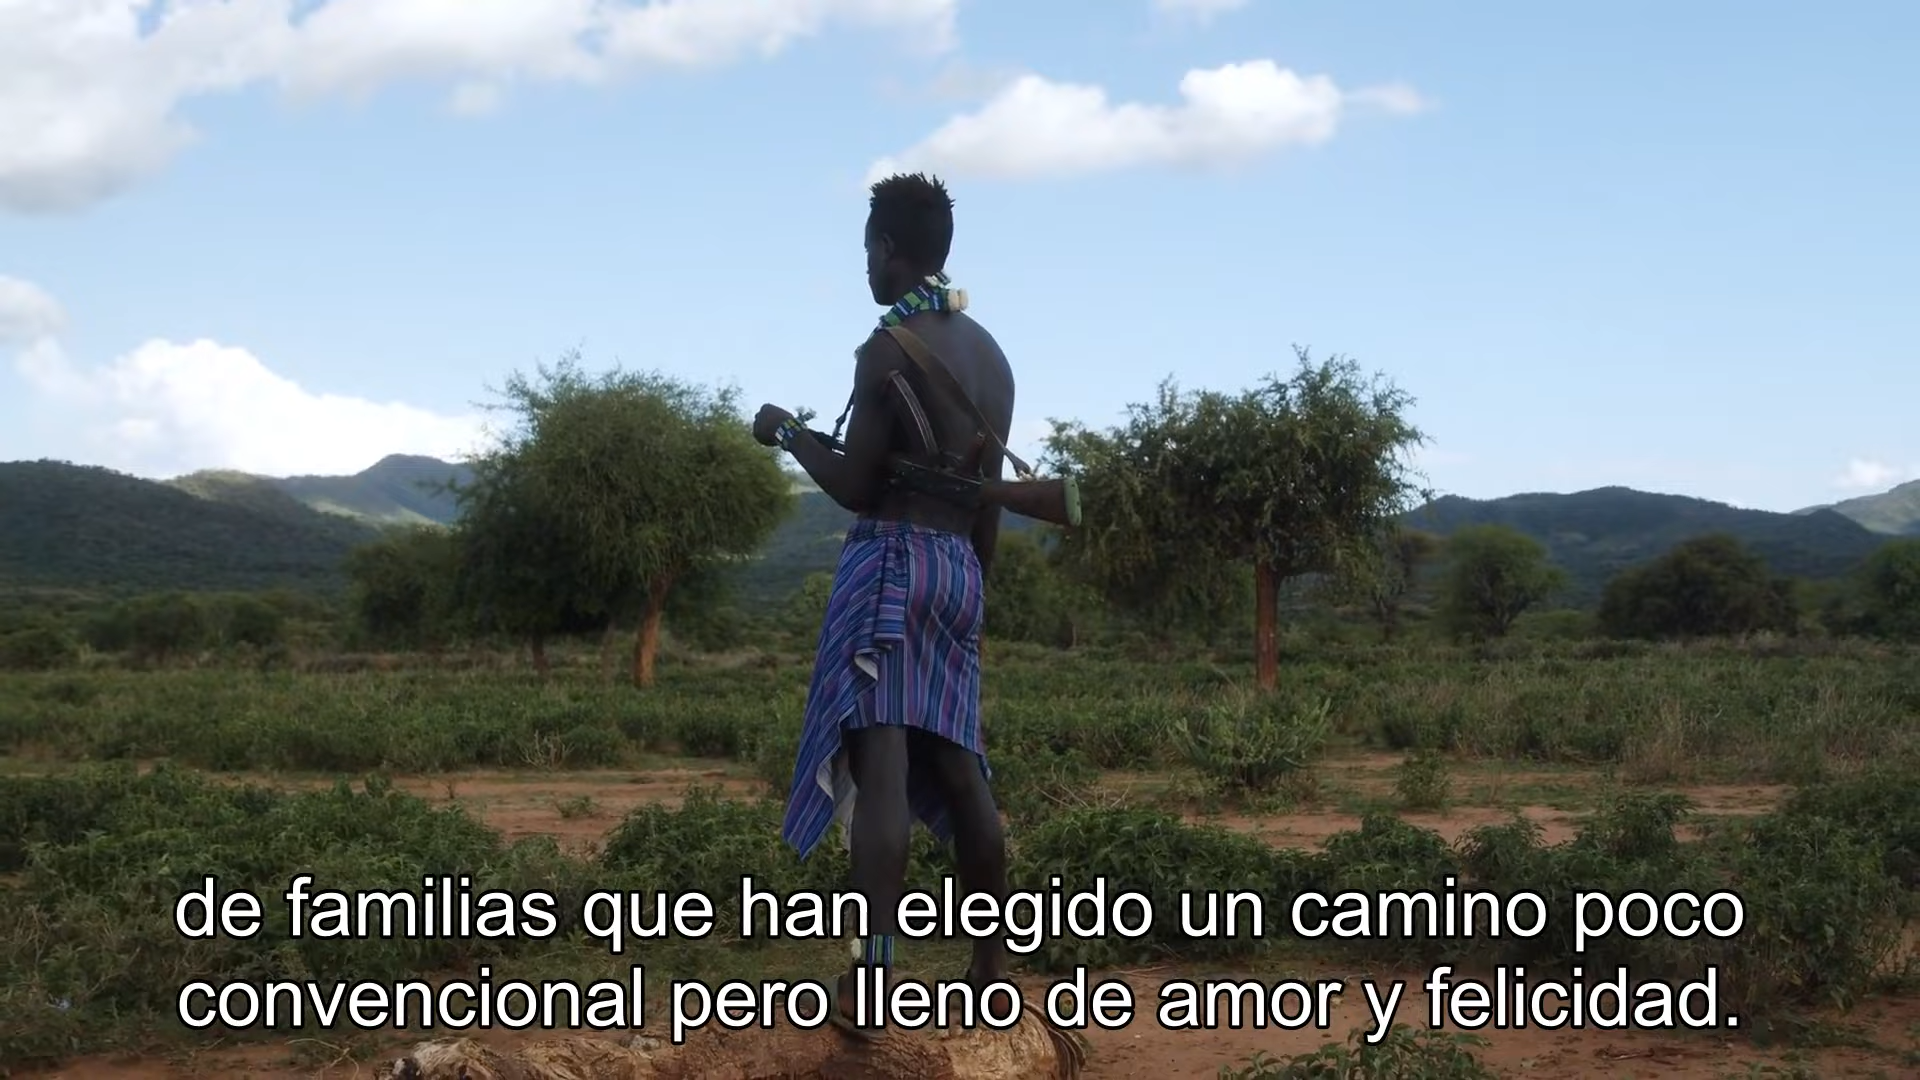 de familias que han elegido un camino poco
convencional pero lleno de amor y felicidad.